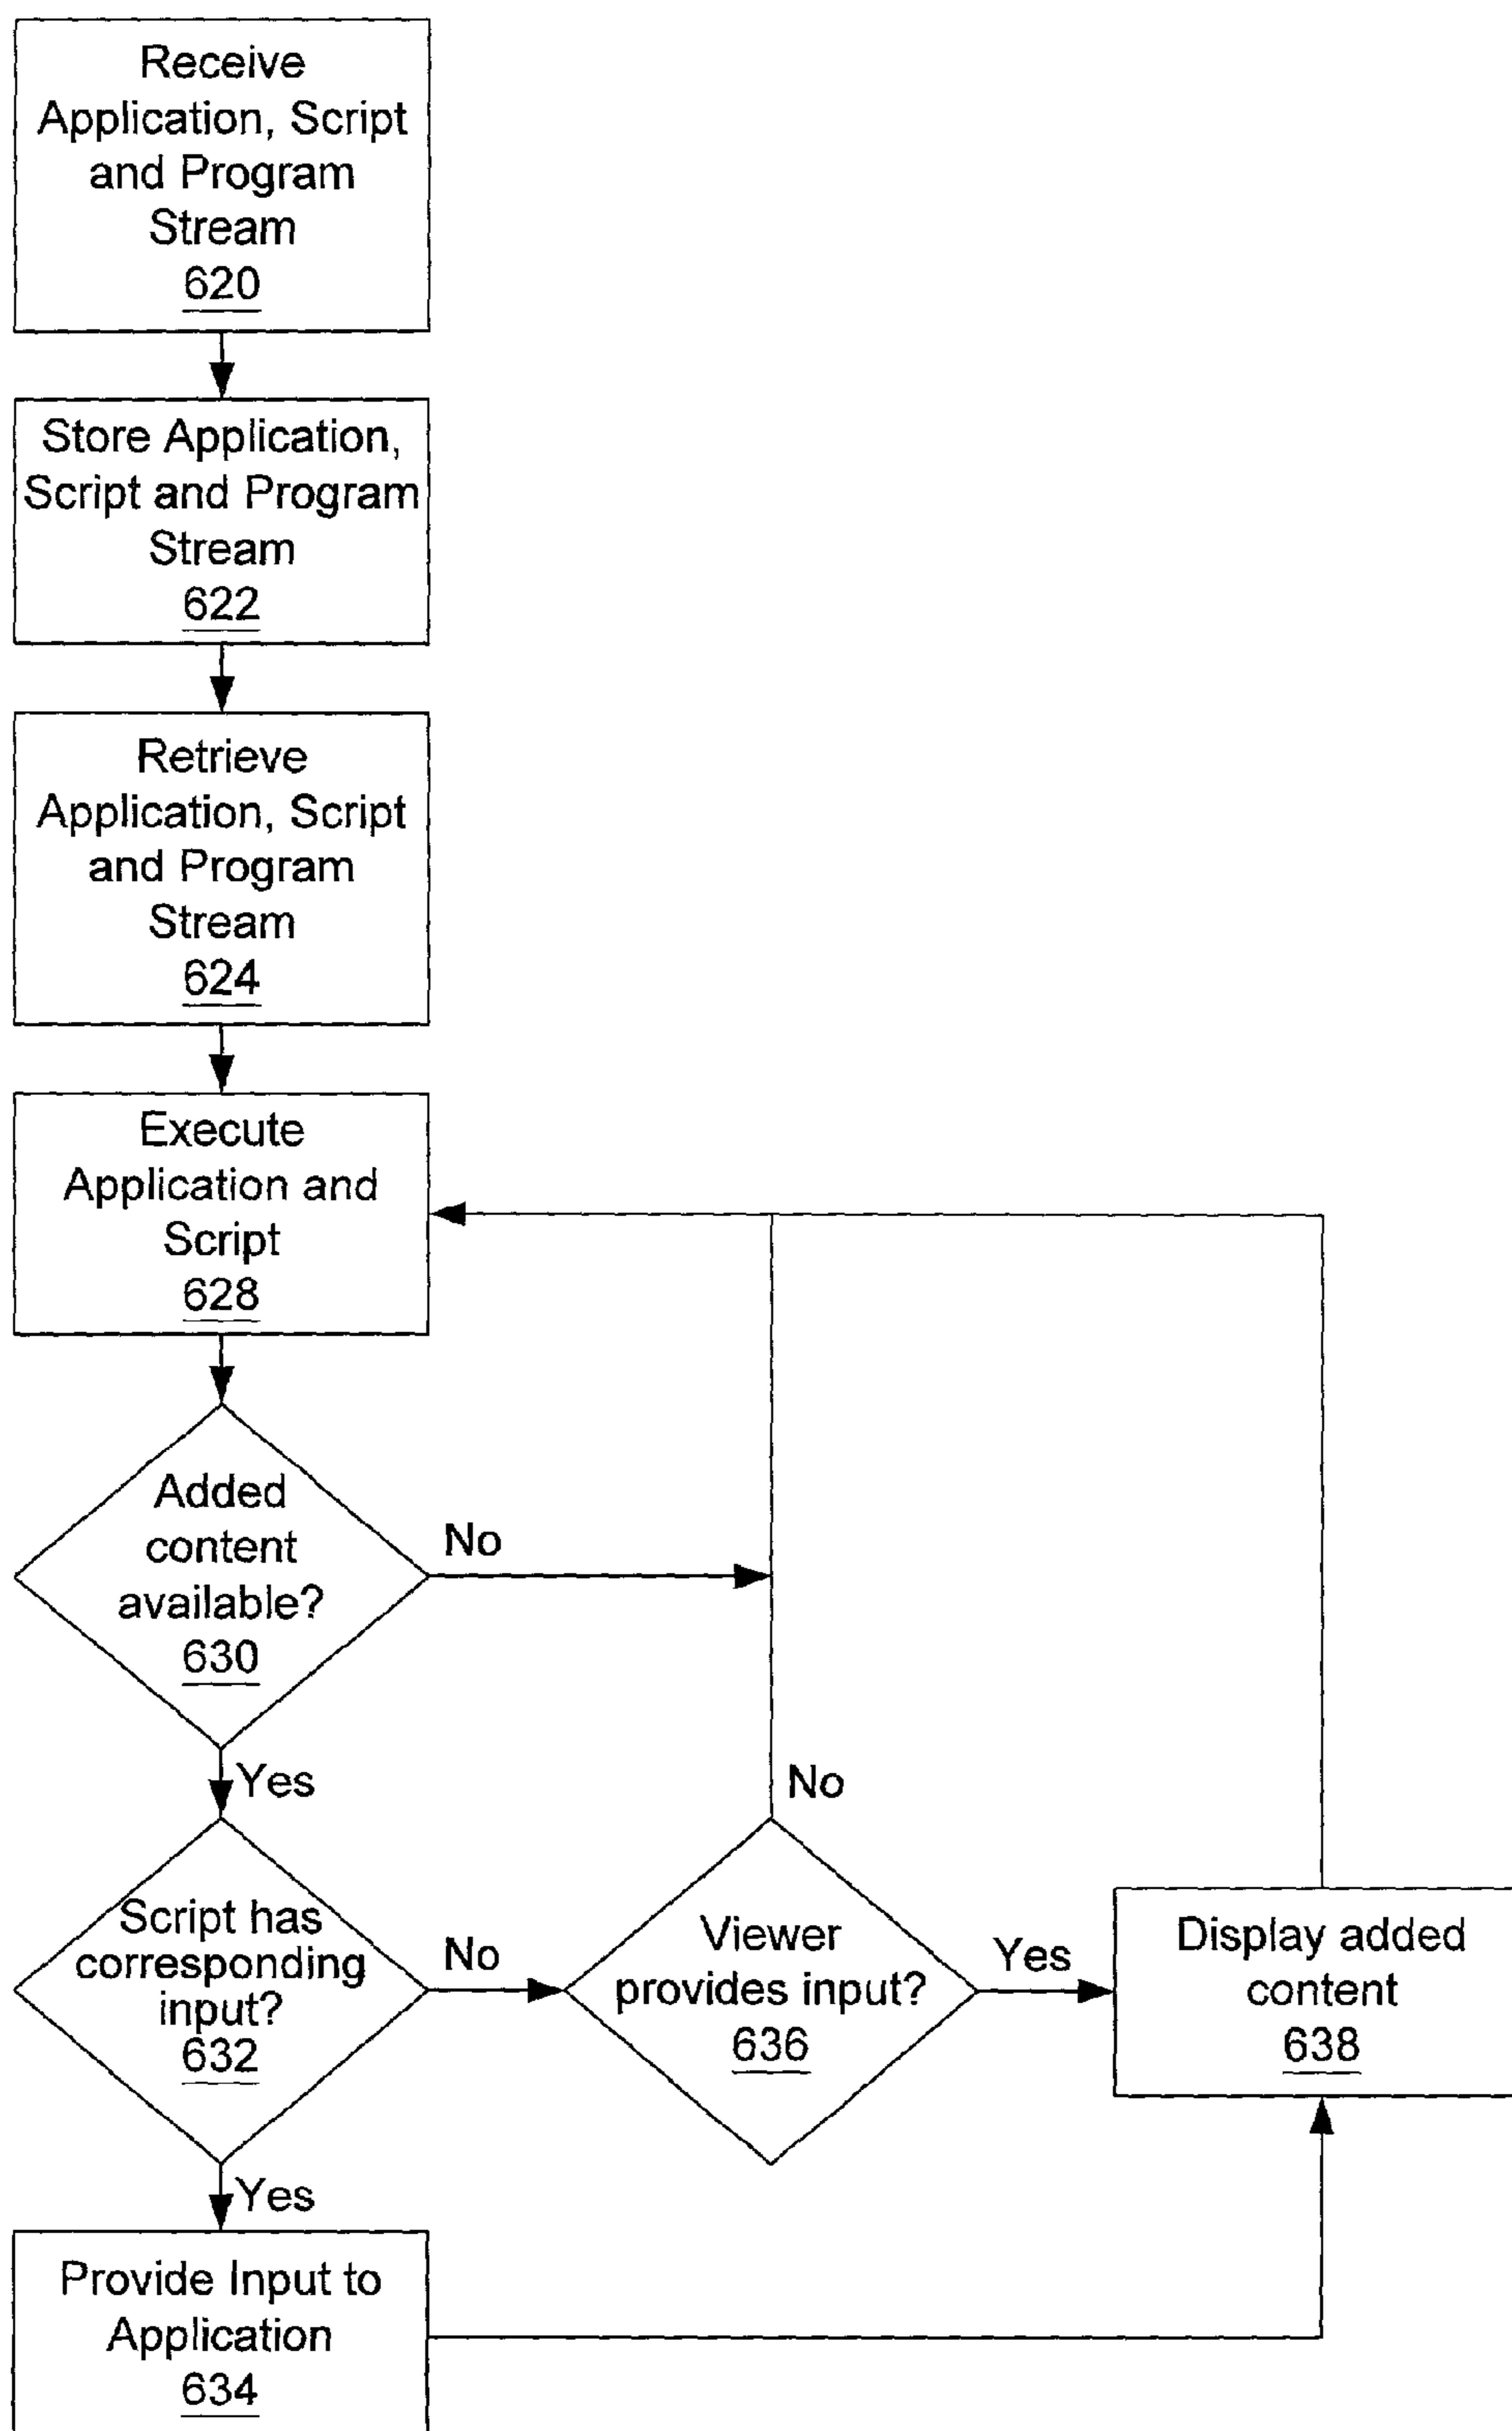 Receive
Application, Script
and Program
Stream
620
Store Application,
Script and Program
Stream
622
Retrieve
Application, Script
and Program
Stream
624
Execute
Application and
Script
628
Added
content
available?
630
No
Yes
Script has
corresponding
input?
632
No
Viewer
provides input?
636
No
Yes
Display added
content
638
Yes
Provide Input to
Application
634